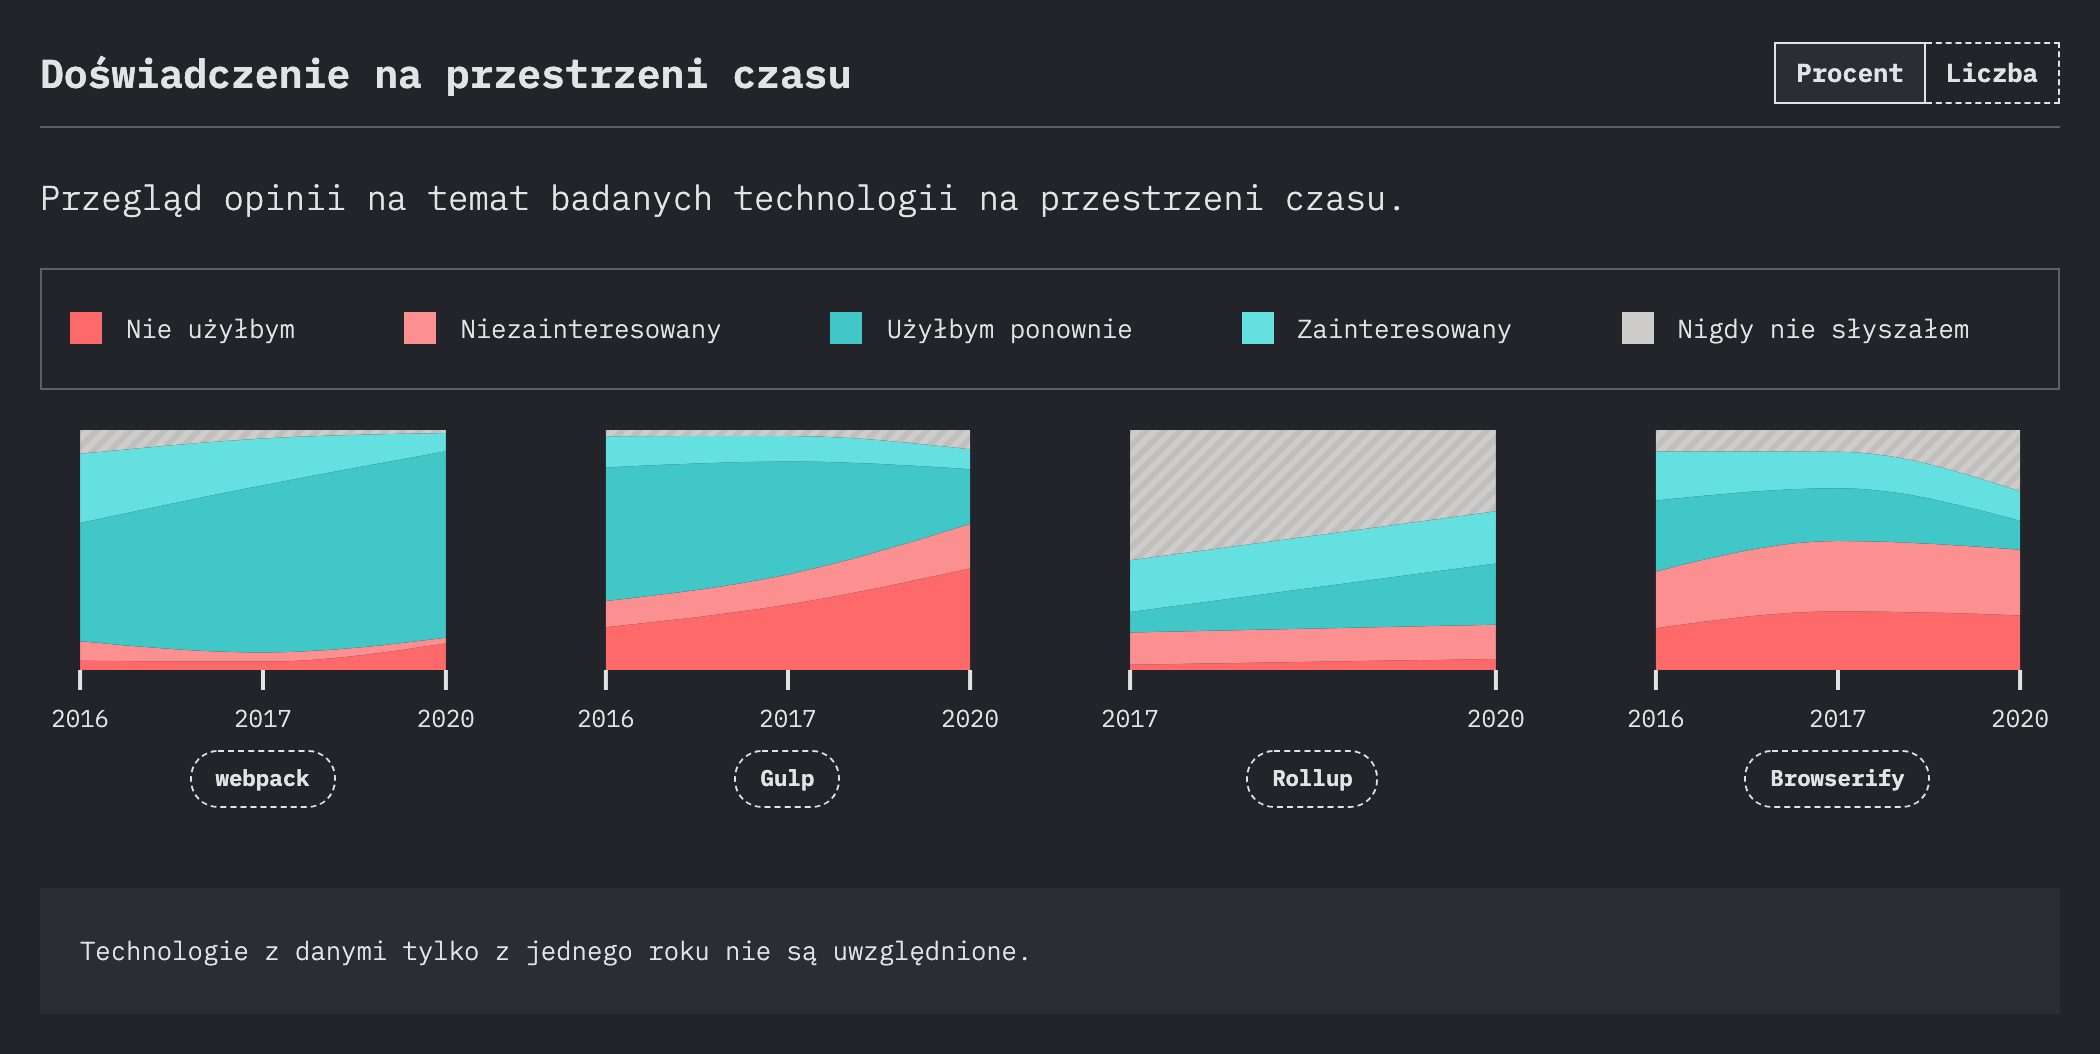 Doświadczenie na przestrzeni czasu
Procent Liczba
Przegląd opinii na temat badanych technologii na przestrzeni czasu.
Nie użyłbym Niezainteresowany Użyłbym ponownie Zainteresowany Nigdy nie słyszałem
2016 2017 2020 2016 2017 2020 2017 2020 2016 2017 2020
webpack Gulp Rollup Browserify
Technologie z danymi tylko z jednego roku nie są uwzględnione.